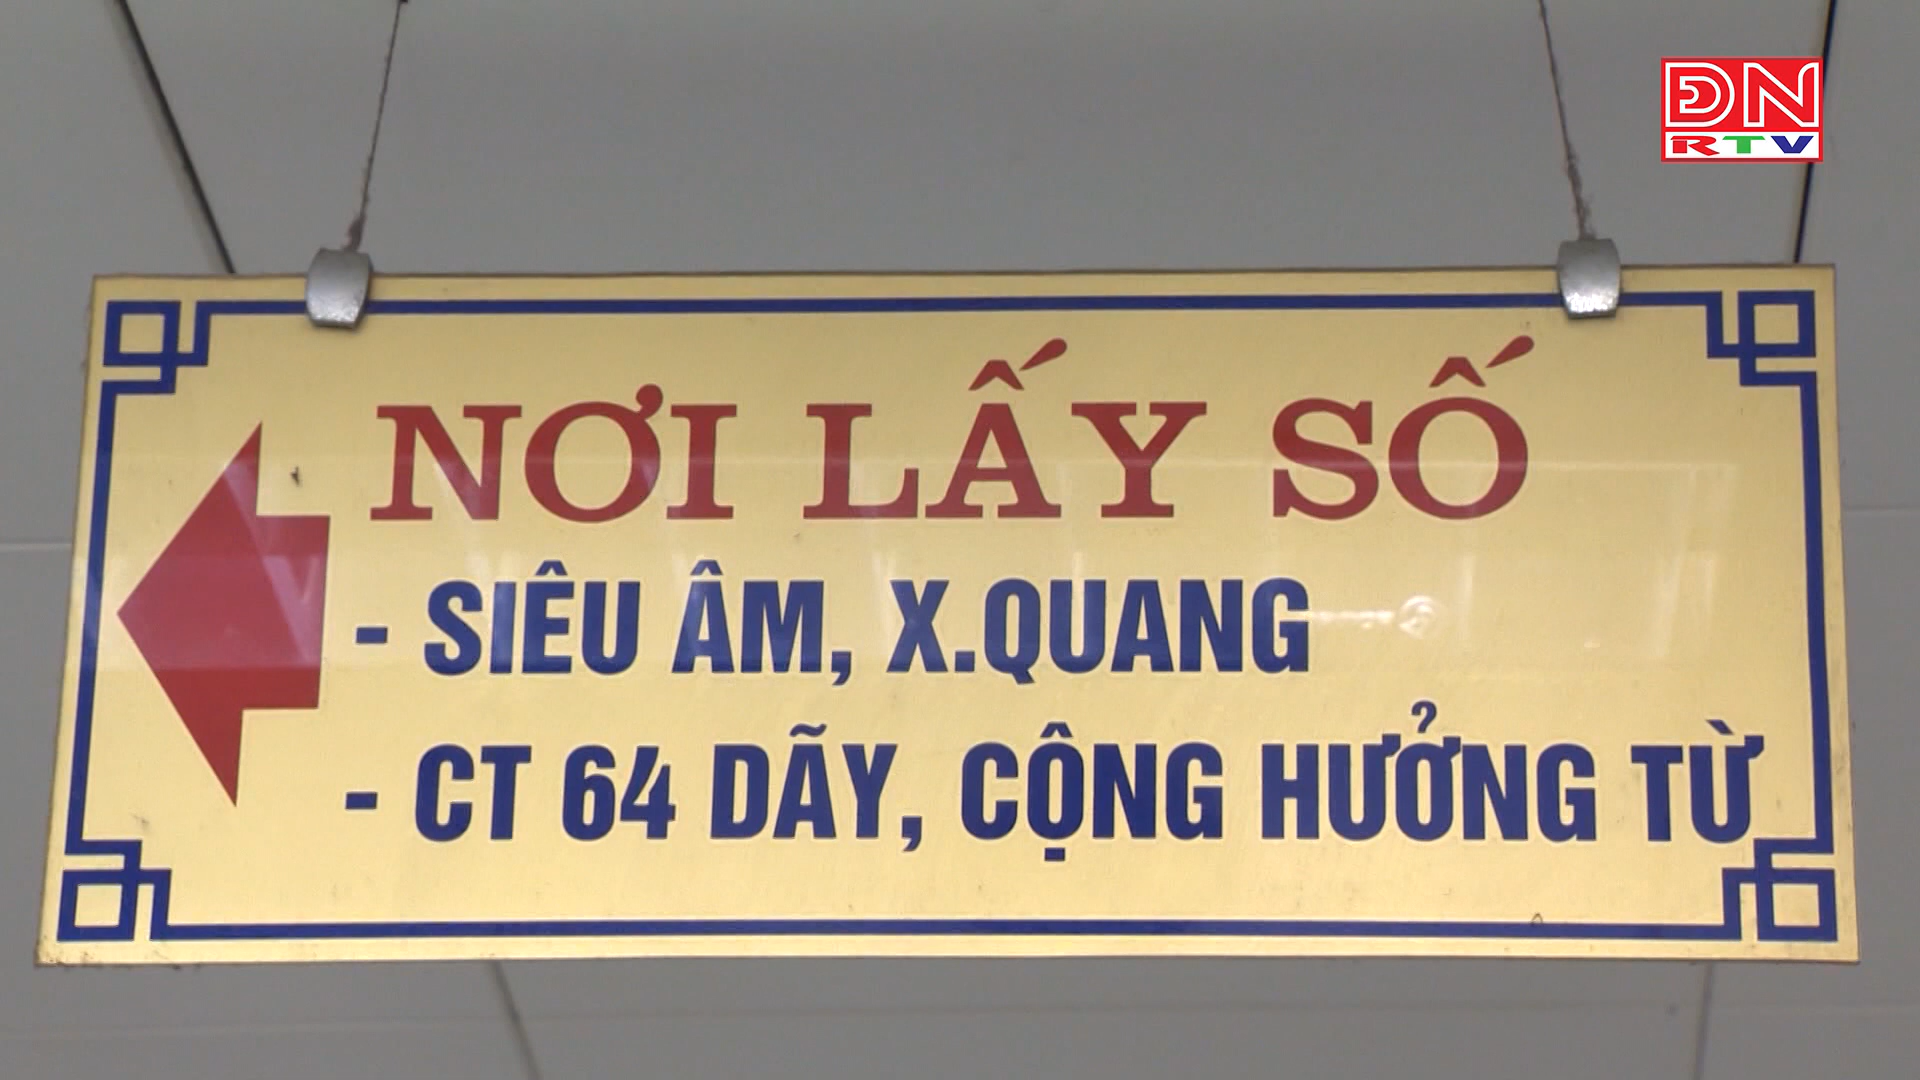 ĐN
RTV
NƠI LẤY SỐ
- SIÊU ÂM, X.QUANG
- CT 64 DÃY, CỘNG HƯỞNG TỪ